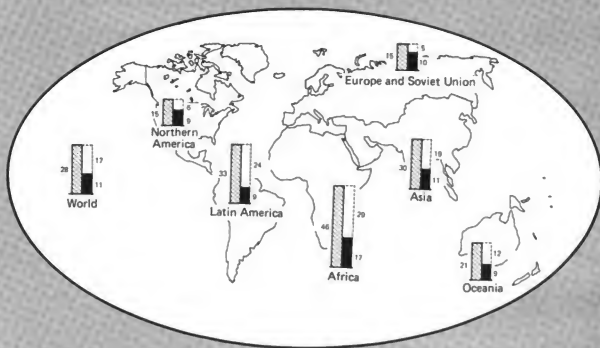 15
5
10
Europe and Soviet Union
15
6
9
Northern
America
28
17
11
World
33
24
9
Latin America
46
29
17
Africa
30
19
11
Asia
21
12
9
Oceania